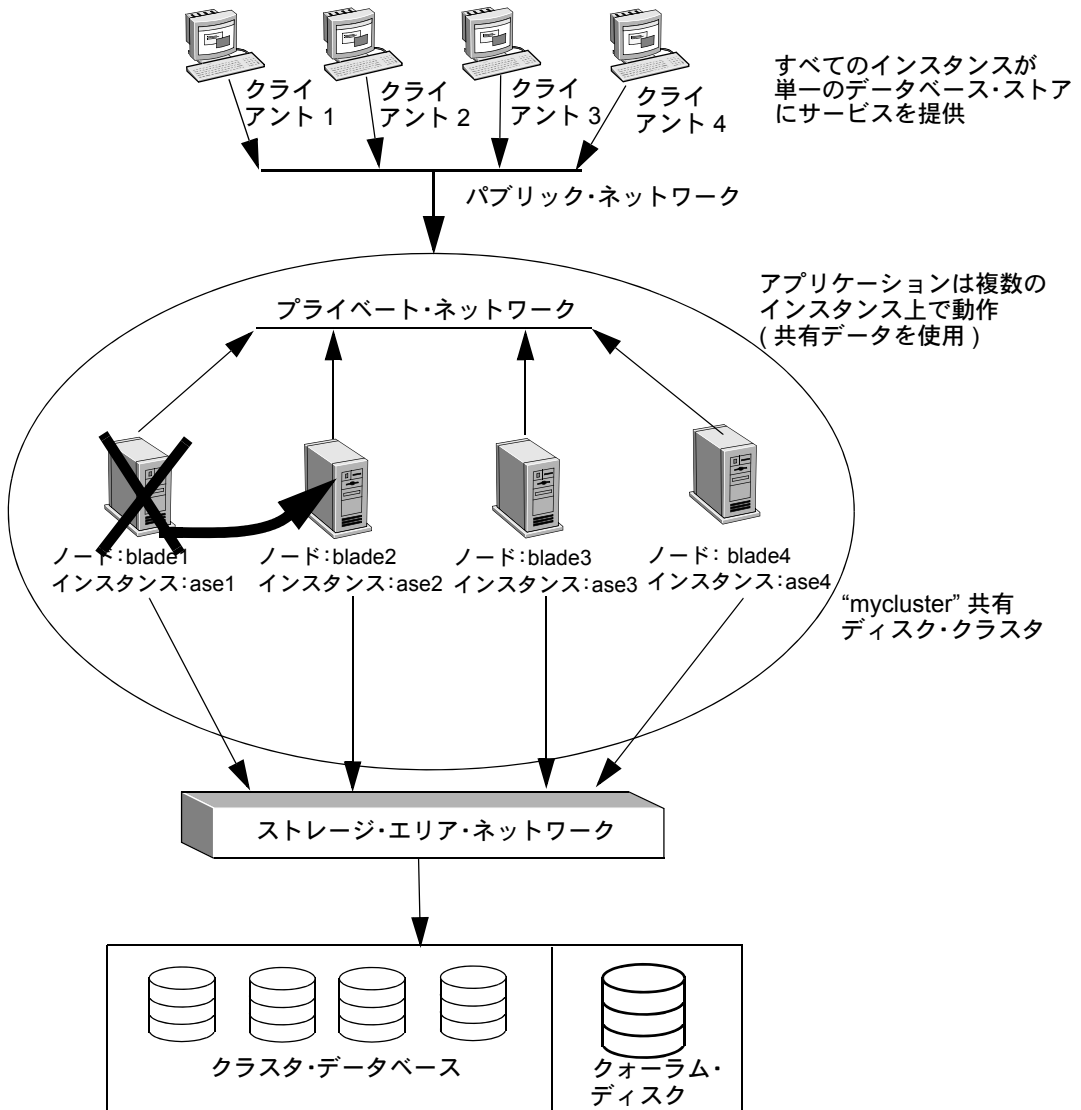 クライ
アント 1
クライ
アント 2
クライ
アント 3
クライ
アント 4
すべてのインスタンスが
単一のデータベース・ストア
にサービスを提供
パブリック・ネットワーク
アプリケーションは複数の
インスタンス上で動作
( 共有データを使用 )
プライベート・ネットワーク
ノード：blade1
インスタンス：ase1
ノード：blade2
インスタンス：ase2
ノード：blade3
インスタンス：ase3
ノード： blade4
インスタンス：ase4
“mycluster” 共有
ディスク・クラスタ
ストレージ・エリア・ネットワーク
クラスタ・データベース
クォーラム・
ディスク